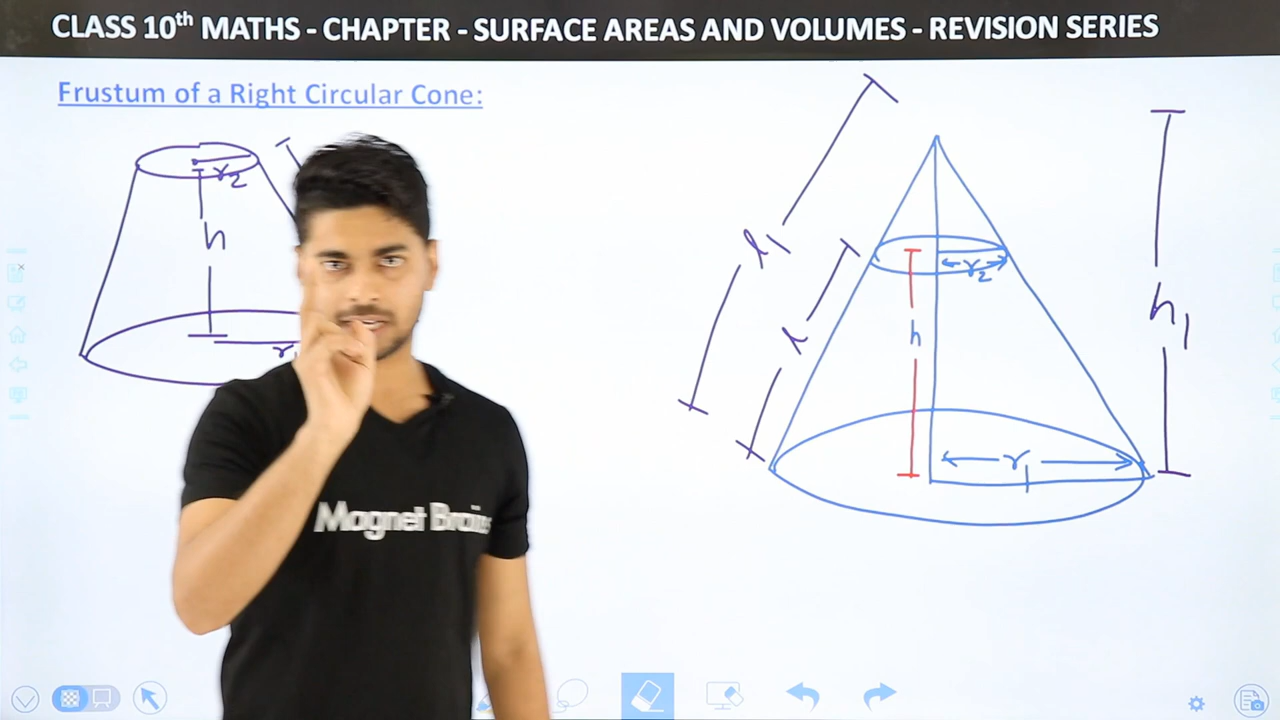 CLASS 10th MATHS - CHAPTER - SURFACE AREAS AND VOLUMES - REVISION SERIES
Frustum of a Right Circular Cone:
r2
h
r1
l1
l
h
r2
r1
h1
Magnet Brains